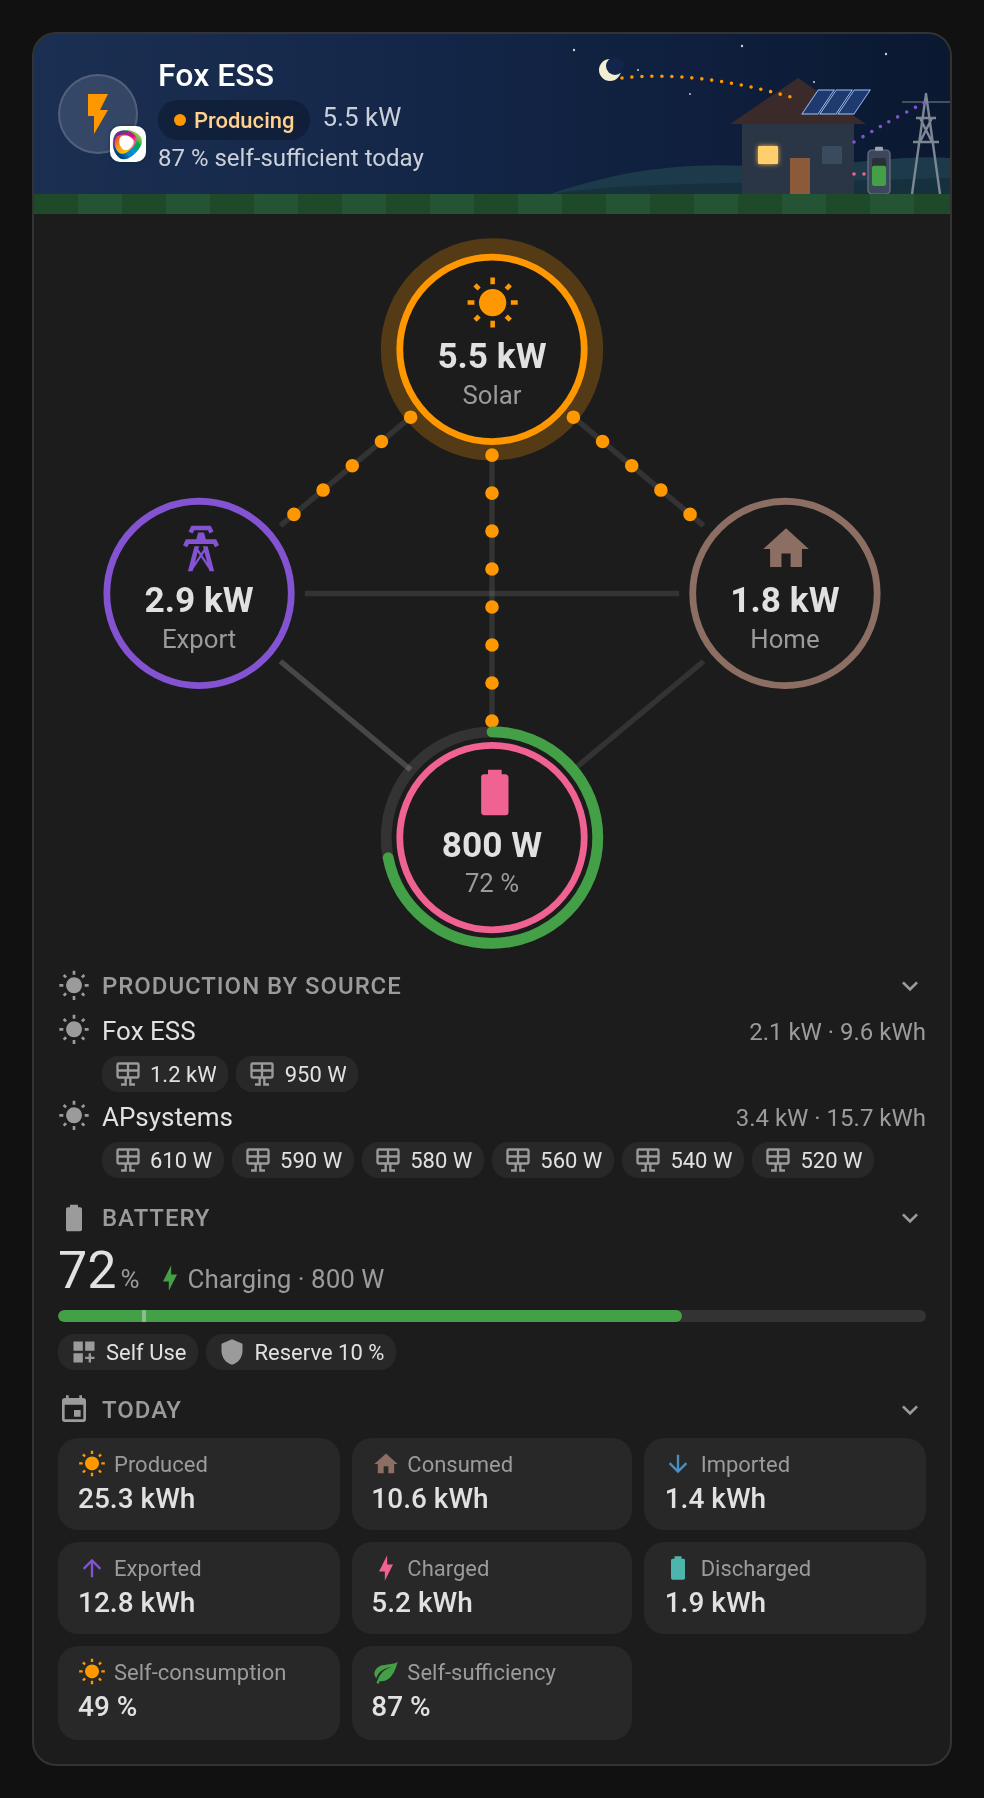 Fox ESS
Producing 5.5 kW
87 % self-sufficient today
5.5 kW
Solar
2.9 kW
Export
1.8 kW
Home
800 W
72 %
PRODUCTION BY SOURCE
Fox ESS 2.1 kW · 9.6 kWh
1.2 kW 950 W
APsystems 3.4 kW · 15.7 kWh
610 W 590 W 580 W 560 W 540 W 520 W
BATTERY
72 % Charging · 800 W
Self Use Reserve 10 %
TODAY
Produced Consumed Imported
25.3 kWh 10.6 kWh 1.4 kWh
Exported Charged Discharged
12.8 kWh 5.2 kWh 1.9 kWh
Self-consumption Self-sufficiency
49 % 87 %